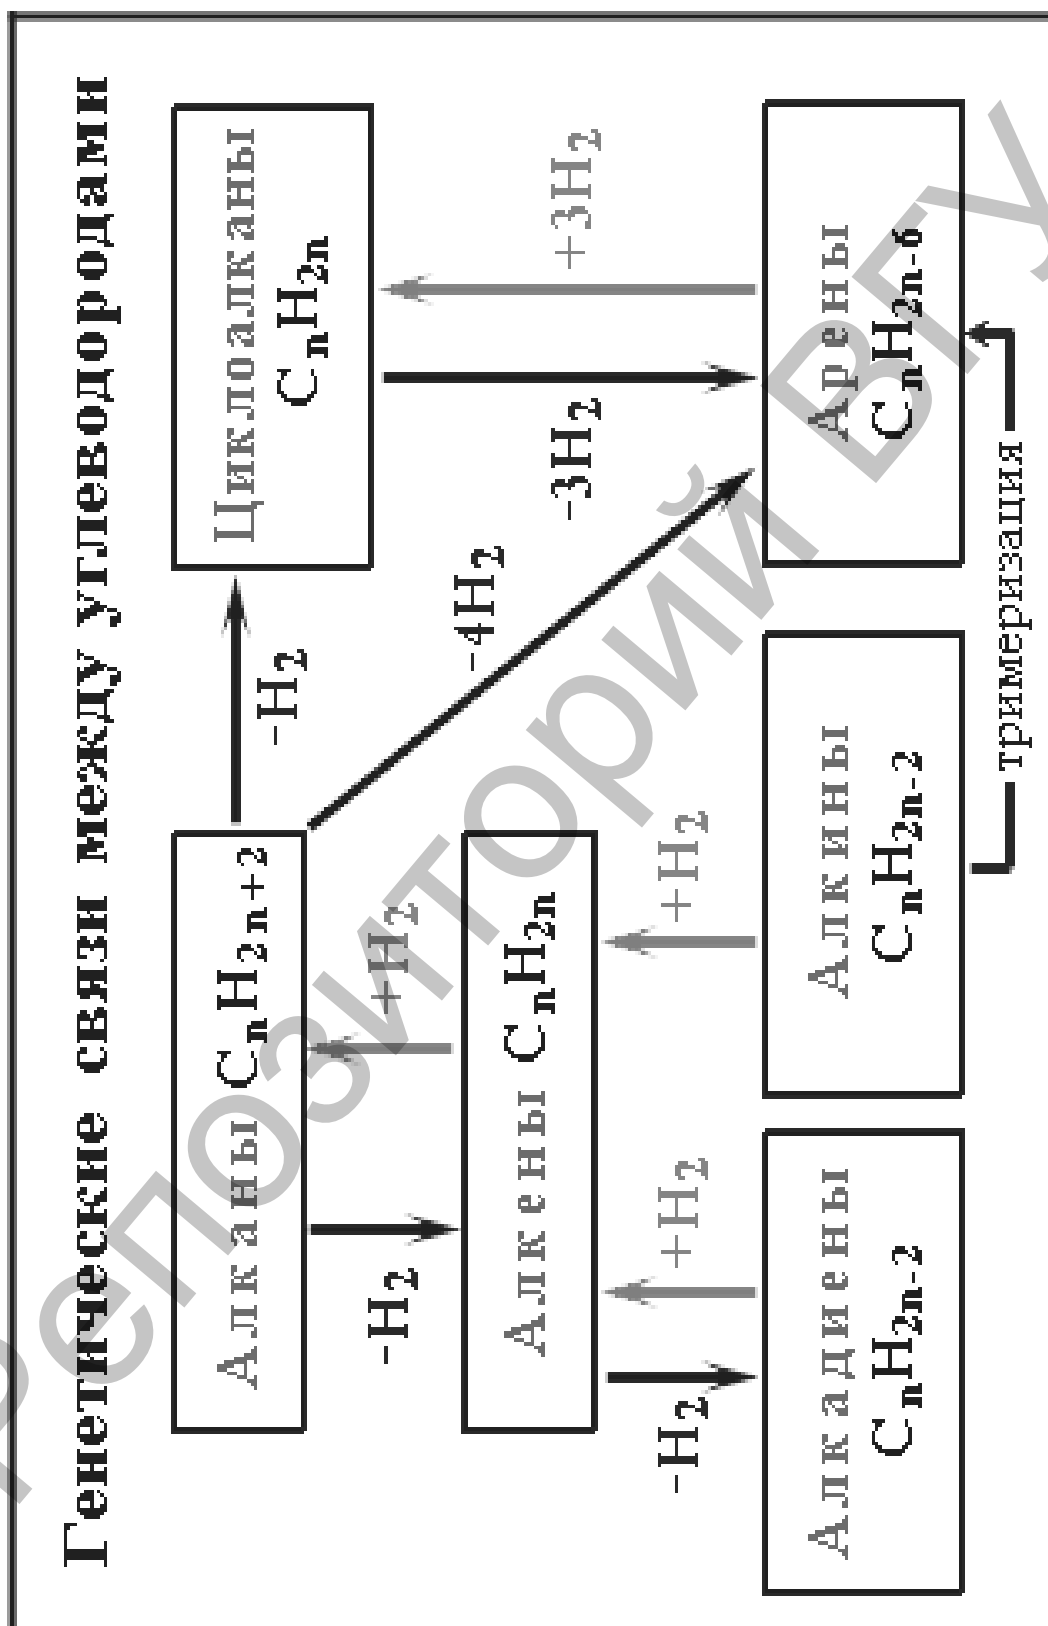 Генетические связи между углеводородами
Алканы CnH2n+2
-H2
Циклоалканы
CnH2n
-H2
+H2
-4H2
-3H2
+3H2
Алкены CnH2n
-H2
+H2
+H2
Алкадиены
CnH2n-2
Алкины
CnH2n-2
Арены
CnH2n-6
тримеризация
Репозиторий ВГУ